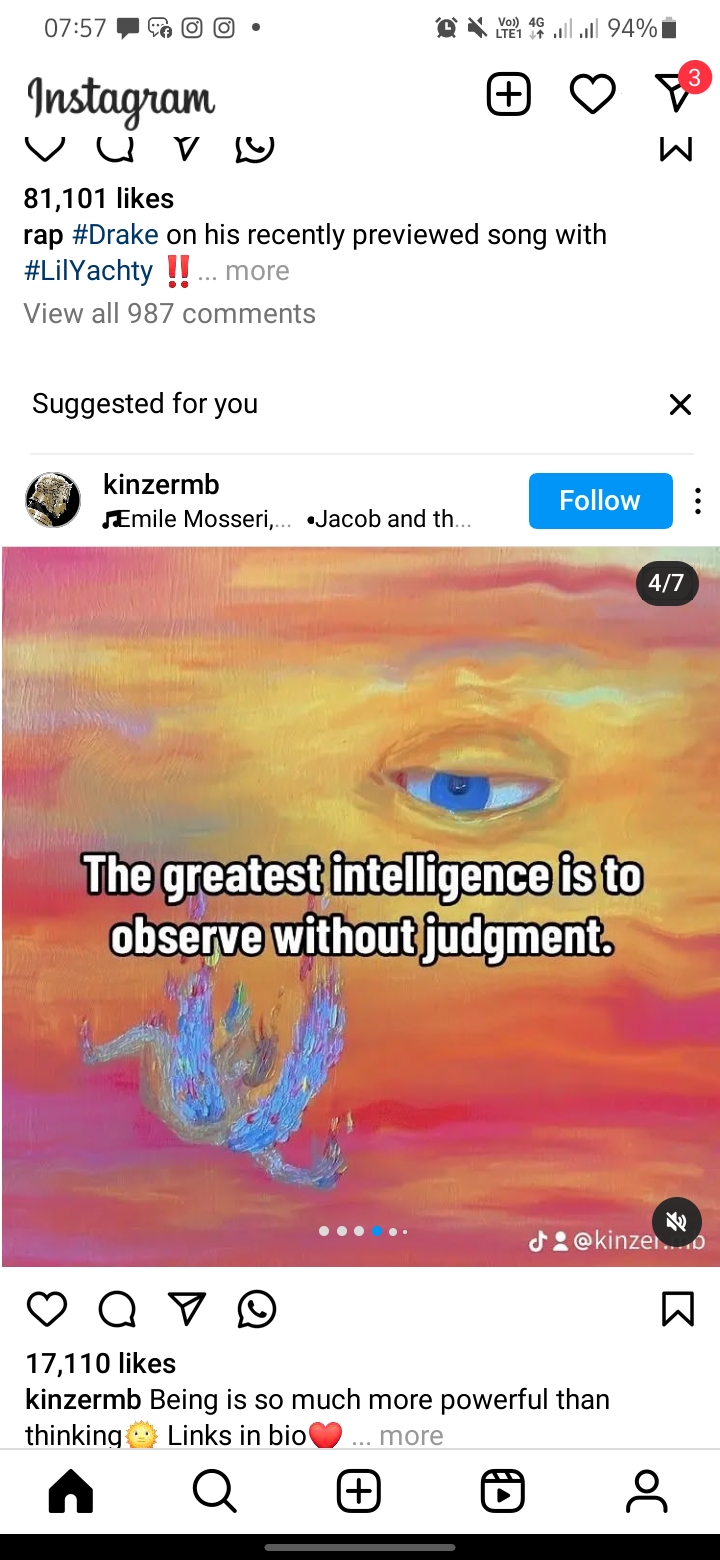 07:57
Vo)) 4G 94%
LTE1
Instagram
3
81,101 likes
rap #Drake on his recently previewed song with
#LilYachty ‼️... more
View all 987 comments
Suggested for you
kinzermb
Emile Mosseri,... •Jacob and th...
Follow
4/7
The greatest intelligence is to
observe without judgment.
17,110 likes
kinzermb Being is so much more powerful than
thinking🌞 Links in bio❤️ ... more